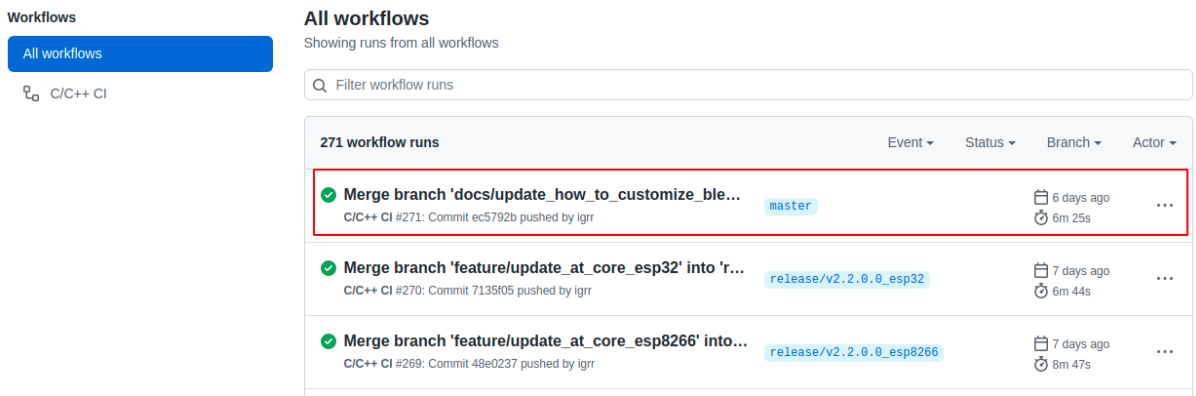 Workflows
All workflows
C/C++ CI
All workflows
Showing runs from all workflows
Filter workflow runs
271 workflow runs Event Status Branch Actor
Merge branch 'docs/update_how_to_customize_ble... master 6 days ago
C/C++ CI #271: Commit ec5792b pushed by igrr 6m 25s
Merge branch 'feature/update_at_core_esp32' into 'r... release/v2.2.0.0_esp32 7 days ago
C/C++ CI #270: Commit 7135f05 pushed by igrr 6m 44s
Merge branch 'feature/update_at_core_esp8266' into... release/v2.2.0.0_esp8266 7 days ago
C/C++ CI #269: Commit 48e0237 pushed by igrr 8m 47s